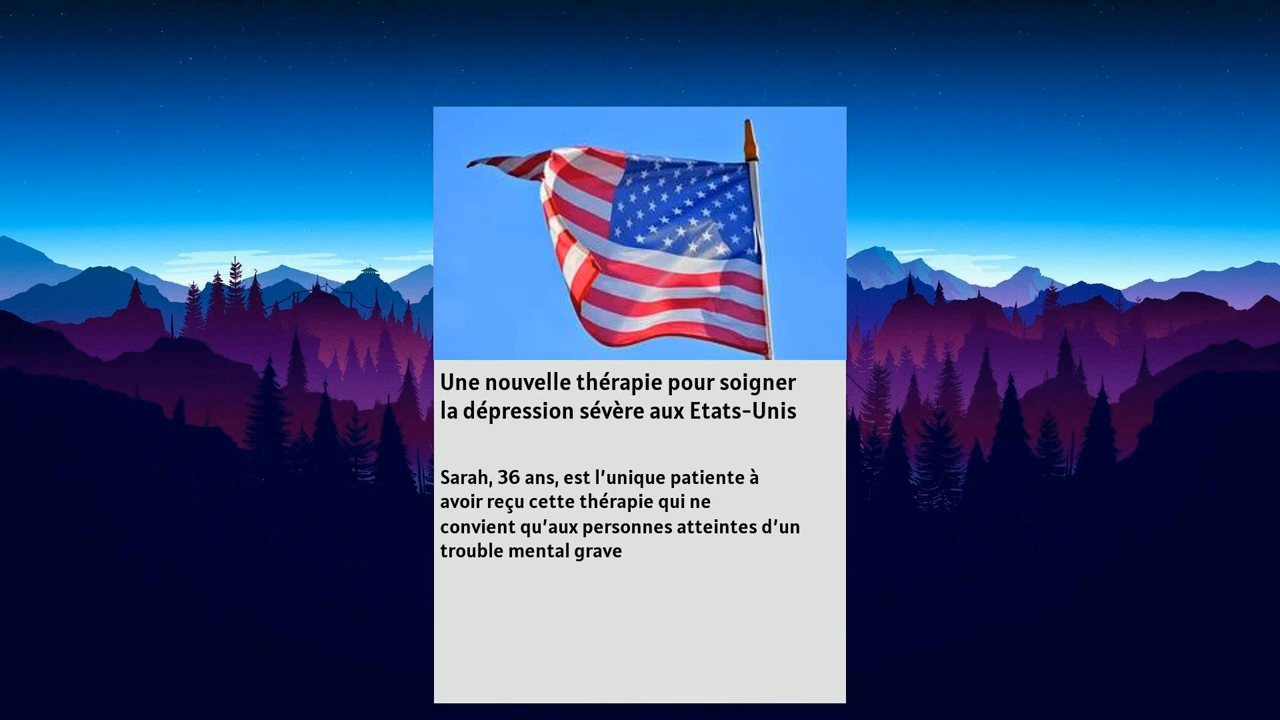 Une nouvelle thérapie pour soigner
la dépression sévère aux Etats-Unis
Sarah, 36 ans, est l’unique patiente à
avoir reçu cette thérapie qui ne
convient qu’aux personnes atteintes d’un
trouble mental grave